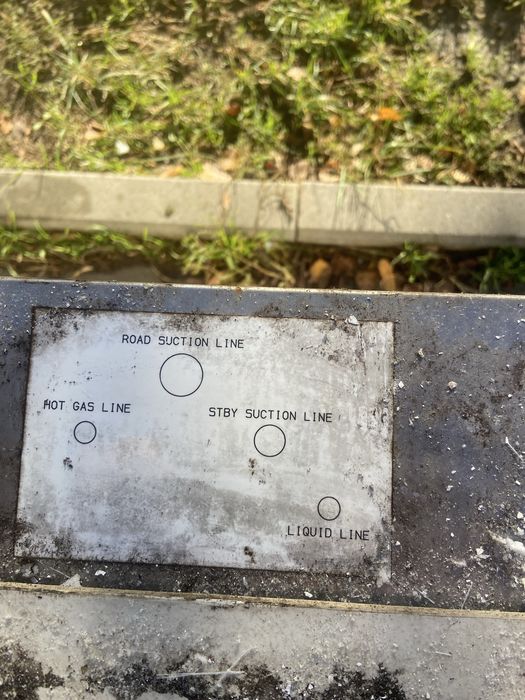 ROAD SUCTION LINE
HOT GAS LINE
STBY SUCTION LINE
LIQUID LINE